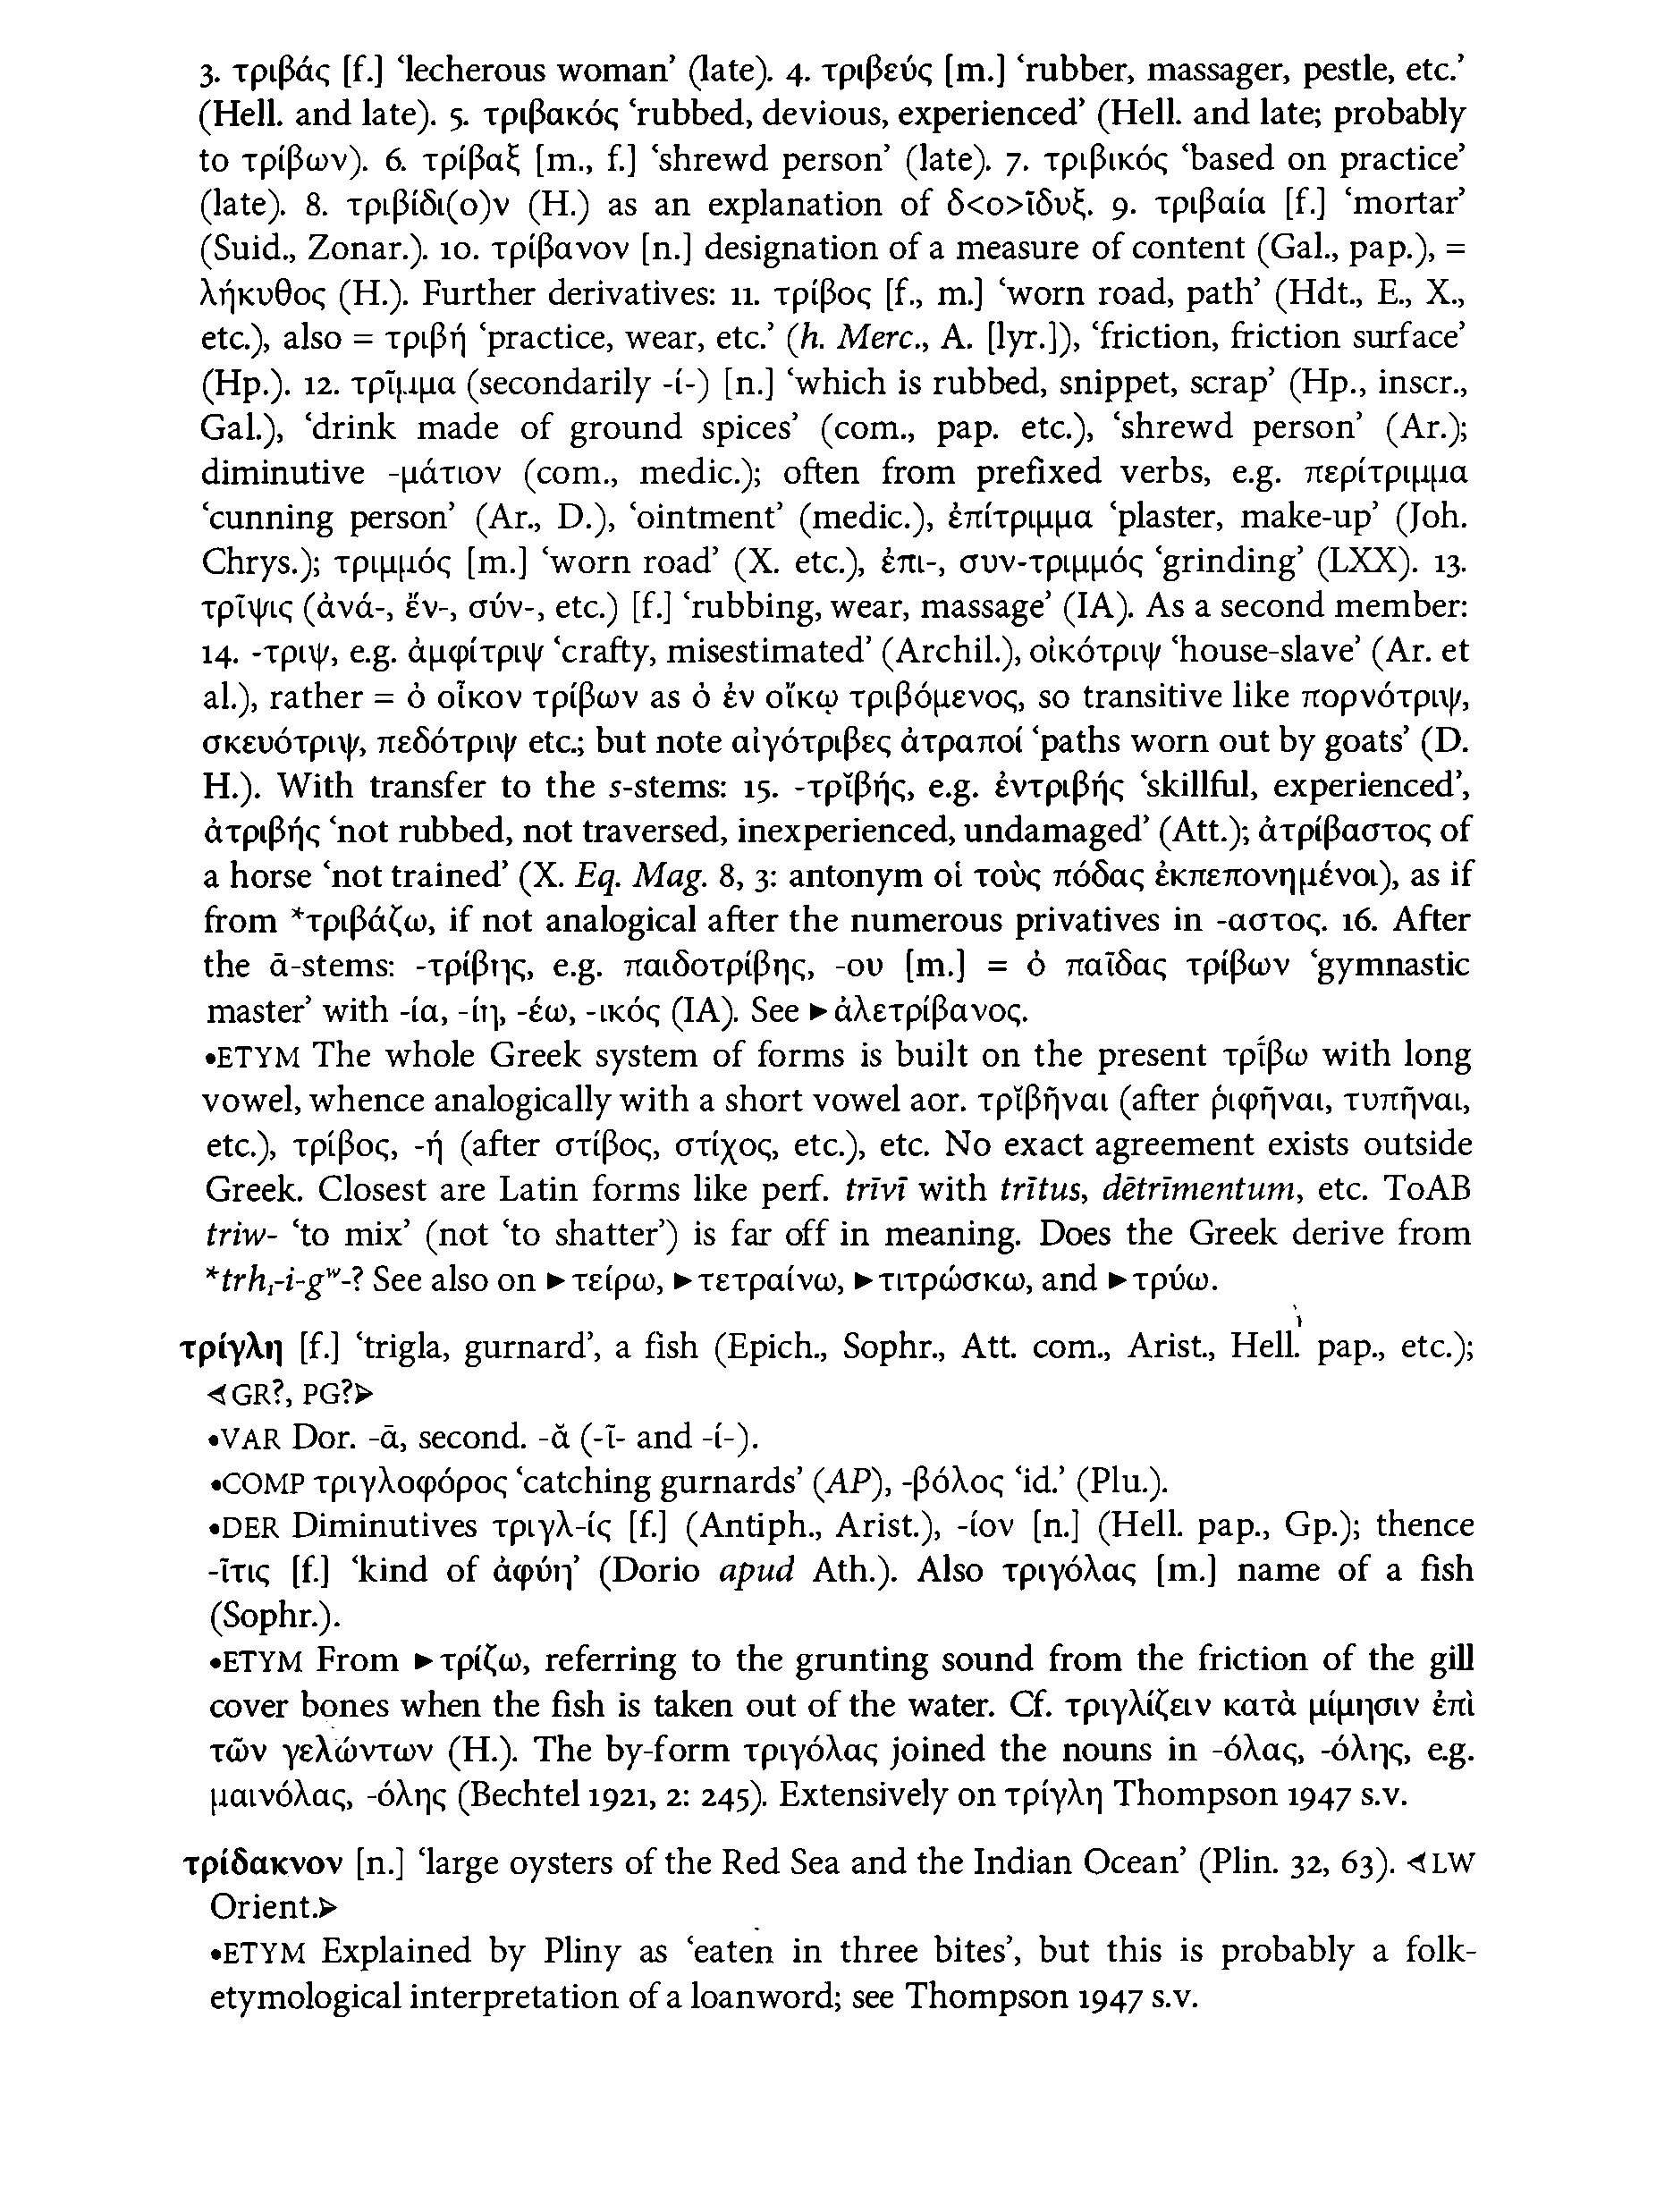 3. τριβάς [f.] ‘lecherous woman’ (late). 4. τριβεύς [m.] ‘rubber, massager, pestle, etc.’
(Hell. and late). 5. τριβακός ‘rubbed, devious, experienced’ (Hell. and late; probably
to τρίβων). 6. τρίβαξ [m., f.] ‘shrewd person’ (late). 7. τριβικός ‘based on practice’
(late). 8. τριβίδι(ο)ν (H.) as an explanation of δ<ο>ῖδυξ. 9. τριβαία [f.] ‘mortar’
(Suid., Zonar.). 10. τρίβανον [n.] designation of a measure of content (Gal., pap.), =
λήκυθος (H.). Further derivatives: 11. τρίβος [f., m.] ‘worn road, path’ (Hdt., E., X.,
etc.), also = τριβή ‘practice, wear, etc.’ (h. Merc., A. [lyr.]), ‘friction, friction surface’
(Hp.). 12. τρῖμμα (secondarily -ί-) [n.] ‘which is rubbed, snippet, scrap’ (Hp., inscr.,
Gal.), ‘drink made of ground spices’ (com., pap. etc.), ‘shrewd person’ (Ar.);
diminutive -μάτιον (com., medic.); often from prefixed verbs, e.g. περίτριμμα
‘cunning person’ (Ar., D.), ‘ointment’ (medic.), ἐπίτριμμα ‘plaster, make-up’ (Joh.
Chrys.); τριμμός [m.] ‘worn road’ (X. etc.), ἐπι-, συν-τριμμός ‘grinding’ (LXX). 13.
τρῖψις (ἀνά-, ἔν-, σύν-, etc.) [f.] ‘rubbing, wear, massage’ (IA). As a second member:
14. -τριψ, e.g. ἀμφίτριψ ‘crafty, misestimated’ (Archil.), οἰκότριψ ‘house-slave’ (Ar. et
al.), rather = ὁ οἶκον τρίβων as ὁ ἐν οἴκῳ τριβόμενος, so transitive like πορνότριψ,
σκευότριψ, πεδότριψ etc.; but note αἰγότριβες ἀτραποί ‘paths worn out by goats’ (D.
H.). With transfer to the s-stems: 15. -τρῐβής, e.g. ἐντριβής ‘skillful, experienced’,
ἀτριβής ‘not rubbed, not traversed, inexperienced, undamaged’ (Att.); ἀτρίβαστος of
a horse ‘not trained’ (X. Eq. Mag. 8, 3: antonym οἱ τοὺς πόδας ἐκπεπονημένοι), as if
from *τριβάζω, if not analogical after the numerous privatives in -αστος. 16. After
the ā-stems: -τρίβης, e.g. παιδοτρίβης, -ου [m.] = ὁ παῖδας τρίβων ‘gymnastic
master’ with -ία, -ίη, -έω, -ικός (IA). See ►ἀλετρίβανος.
•ETYM The whole Greek system of forms is built on the present τρῑ́βω with long
vowel, whence analogically with a short vowel aor. τρῐβῆναι (after ῥιφῆναι, τυπῆναι,
etc.), τρίβος, -ή (after στίβος, στίχος, etc.), etc. No exact agreement exists outside
Greek. Closest are Latin forms like perf. trīvī with trītus, dētrīmentum, etc. ToAB
triw- ‘to mix’ (not ‘to shatter’) is far off in meaning. Does the Greek derive from
*trh₁-i-gʷ-? See also on ►τείρω, ►τετραίνω, ►τιτρώσκω, and ►τρύω.
τρίγλη [f.] ‘trigla, gurnard’, a fish (Epich., Sophr., Att. com., Arist., Hell. pap., etc.);
⊲GR?, PG?⊳
•VAR Dor. -ᾱ, second. -ᾰ (-ῖ- and -ί-).
•COMP τριγλοφόρος ‘catching gurnards’ (AP), -βόλος ‘id.’ (Plu.).
•DER Diminutives τριγλ-ίς [f.] (Antiph., Arist.), -ίον [n.] (Hell. pap., Gp.); thence
-ῖτις [f.] ‘kind of ἀφύη’ (Dorio apud Ath.). Also τριγόλας [m.] name of a fish
(Sophr.).
•ETYM From ►τρίζω, referring to the grunting sound from the friction of the gill
cover bones when the fish is taken out of the water. Cf. τριγλίζειν κατὰ μίμησιν ἐπὶ
τῶν γελώντων (H.). The by-form τριγόλας joined the nouns in -όλας, -όλης, e.g.
μαινόλας, -όλης (Bechtel 1921, 2: 245). Extensively on τρίγλη Thompson 1947 s.v.
τρίδακνον [n.] ‘large oysters of the Red Sea and the Indian Ocean’ (Plin. 32, 63). ⊲LW
Orient.⊳
•ETYM Explained by Pliny as ‘eaten in three bites’, but this is probably a folk-
etymological interpretation of a loanword; see Thompson 1947 s.v.